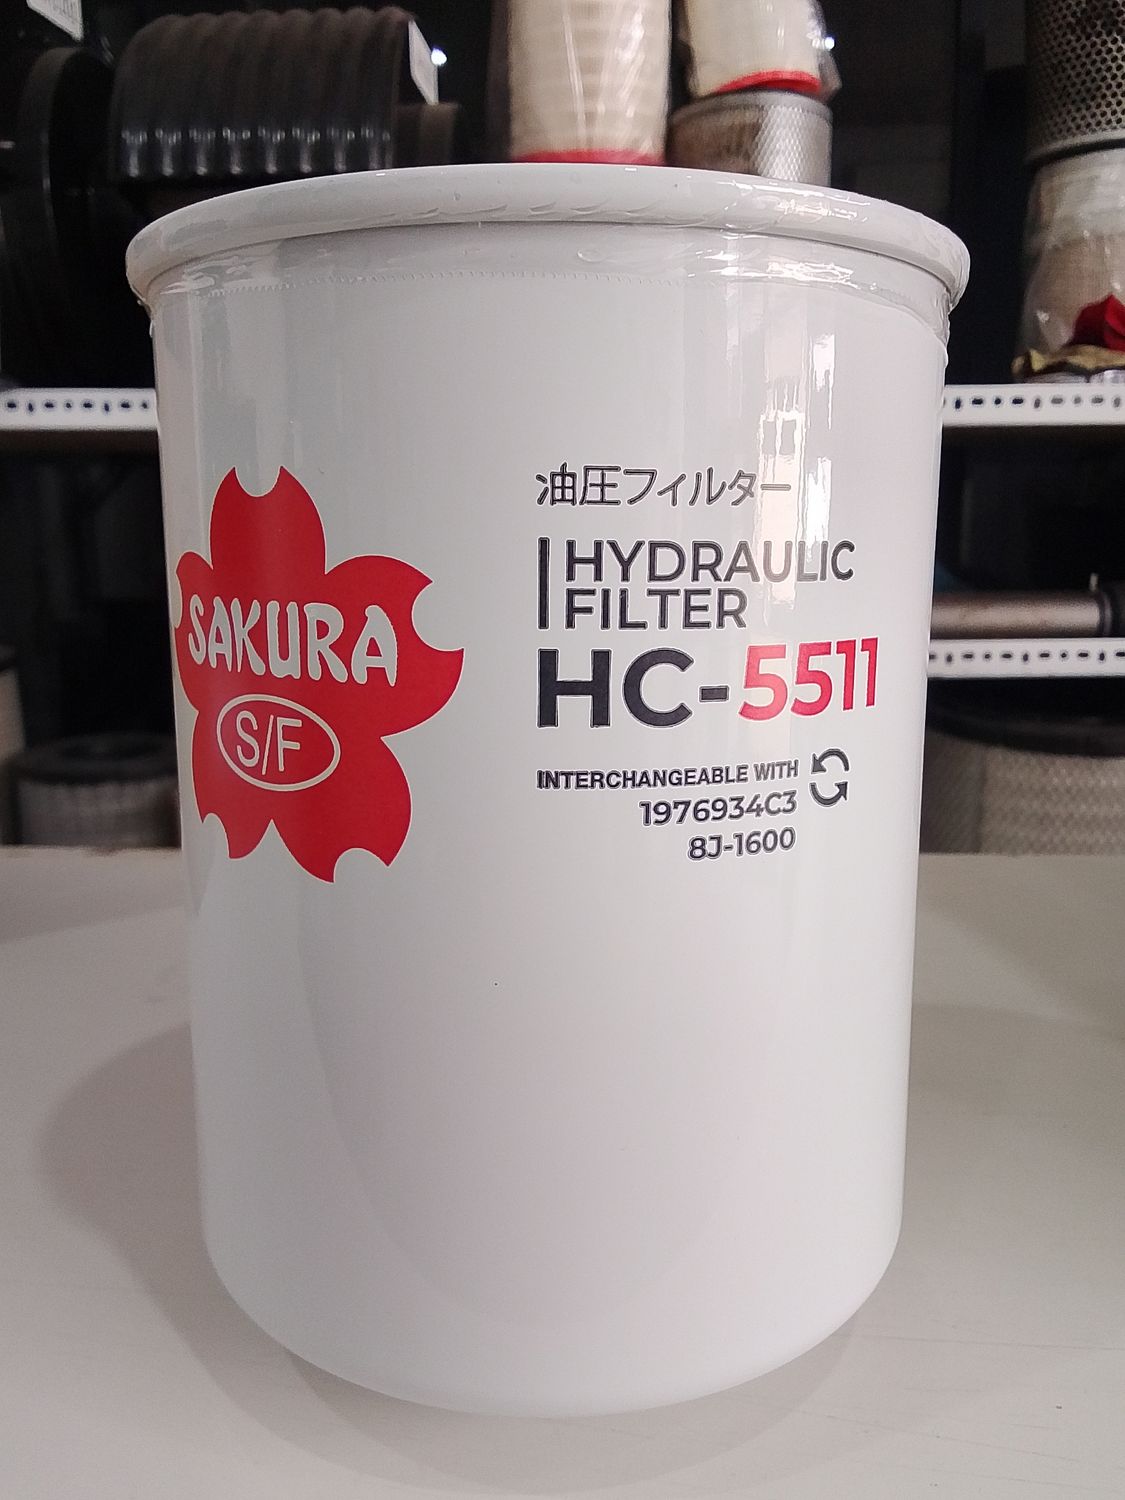 SAKURA
S/F
油圧フィルター
HYDRAULIC
FILTER
HC-5511
INTERCHANGEABLE WITH
1976934C3
8J-1600